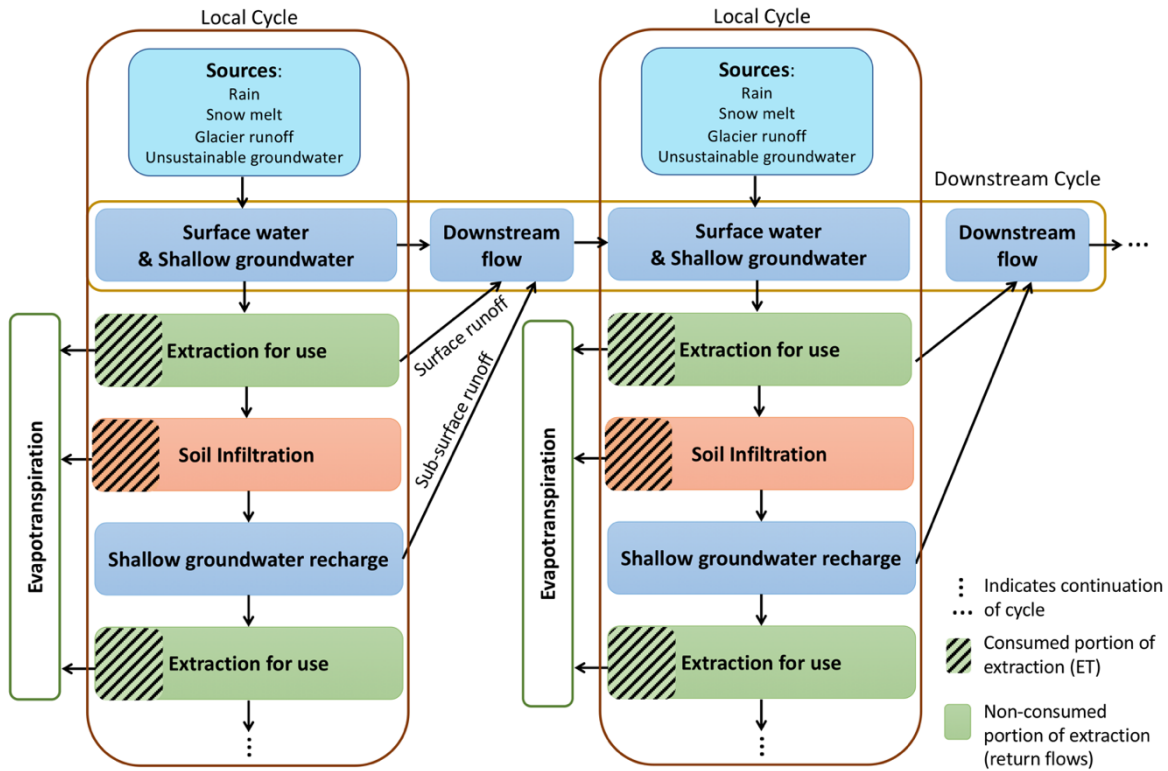 Local Cycle
Sources:
Rain
Snow melt
Glacier runoff
Unsustainable groundwater
Surface water
& Shallow groundwater
Downstream
flow
Extraction for use
Surface runoff
Soil Infiltration
Sub-surface runoff
Shallow groundwater recharge
Extraction for use
Evapotranspiration
Local Cycle
Sources:
Rain
Snow melt
Glacier runoff
Unsustainable groundwater
Downstream Cycle
Surface water
& Shallow groundwater
Downstream
flow
Extraction for use
Soil Infiltration
Shallow groundwater recharge
Extraction for use
Evapotranspiration
Indicates continuation
of cycle
Consumed portion of
extraction (ET)
Non-consumed
portion of extraction
(return flows)